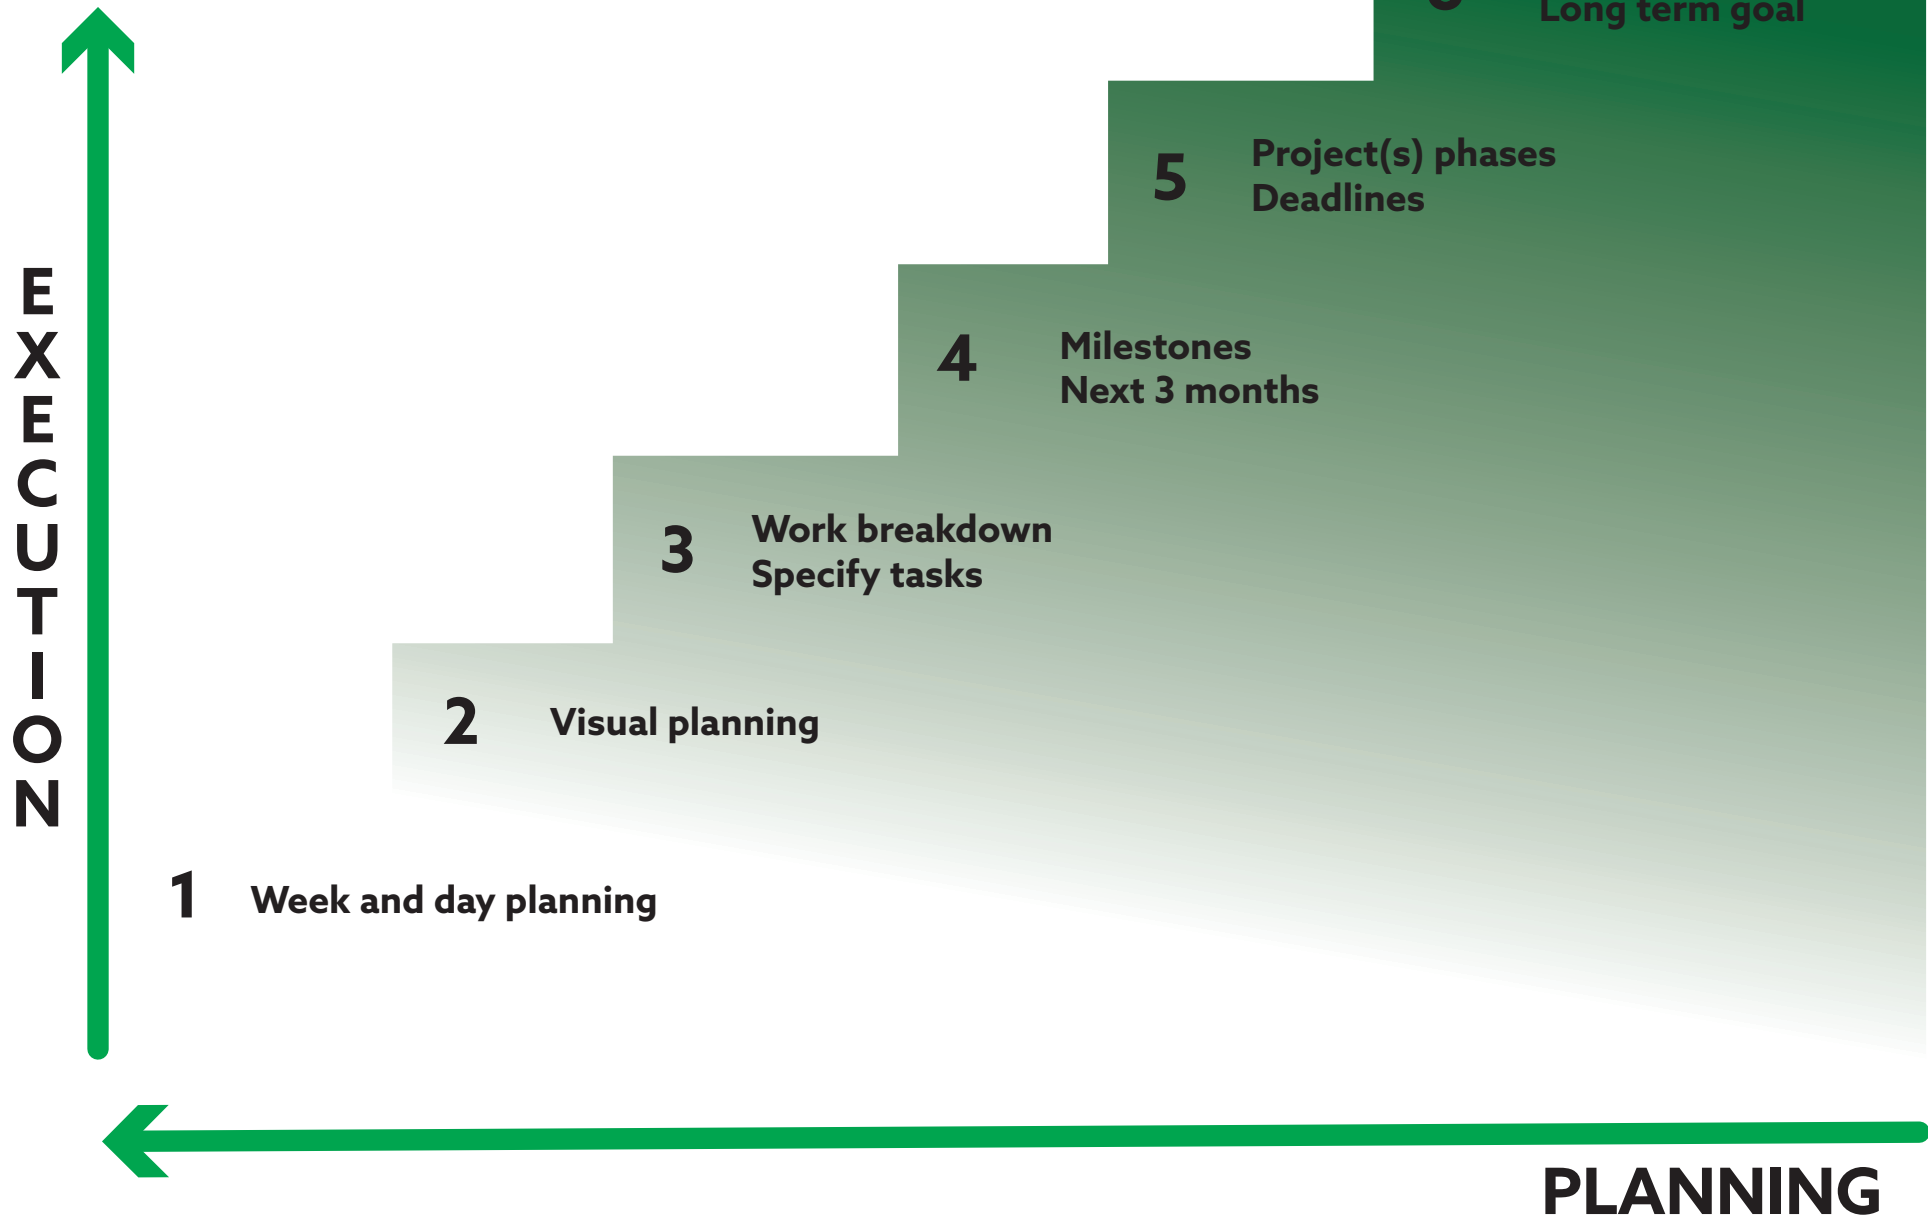 Long term goal
5 Project(s) phases
Deadlines
4 Milestones
Next 3 months
3 Work breakdown
Specify tasks
2 Visual planning
1 Week and day planning
EXECUTION
PLANNING